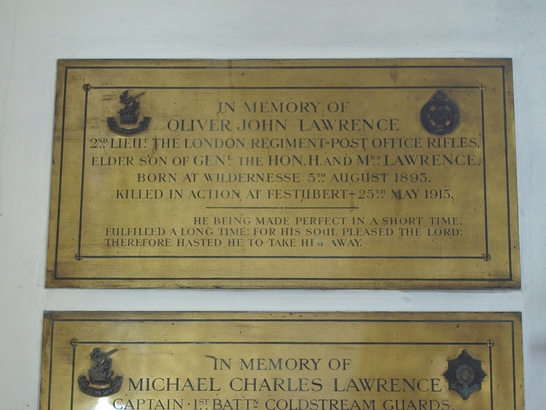 IN MEMORY OF
OLIVER JOHN LAWRENCE
2ND LIEUT. THE LONDON REGIMENT-POST OFFICE RIFLES.
ELDER SON OF GENL. THE HON. H. AND MRS. LAWRENCE.
BORN AT WILDERNESSE 5TH AUGUST 1893.
KILLED IN ACTION AT FESTUBERT-25TH MAY 1915.
HE BEING MADE PERFECT IN A SHORT TIME,
FULFILLED A LONG TIME: FOR HIS SOUL PLEASED THE LORD:
THEREFORE HASTED HE TO TAKE HIM AWAY.
IN MEMORY OF
MICHAEL CHARLES LAWRENCE
CAPTAIN · 1ST BATTN COLDSTREAM GUARDS.